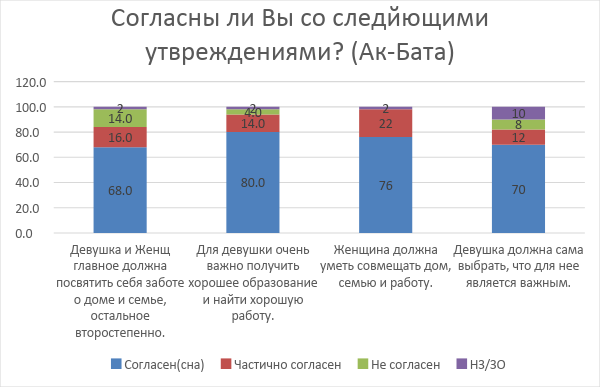 Согласны ли Вы со следйющими
утвреждениями? (Ак-Бата)
120.0
100.0
80.0
60.0
40.0
20.0
0.0
2
14.0
16.0
68.0
2
4.0
14.0
80.0
2
22
76
10
8
12
70
Девушка и Женщ
главное должна
посвятить себя заботе
о доме и семье,
остальное
второстепенно.
Для девушки очень
важно получить
хорошее образование
и найти хорошую
работу.
Женщина должна
уметь совмещать дом,
семью и работу.
Девушка должна сама
выбрать, что для нее
является важным.
Согласен(сна) Частично согласен Не согласен НЗ/ЗО